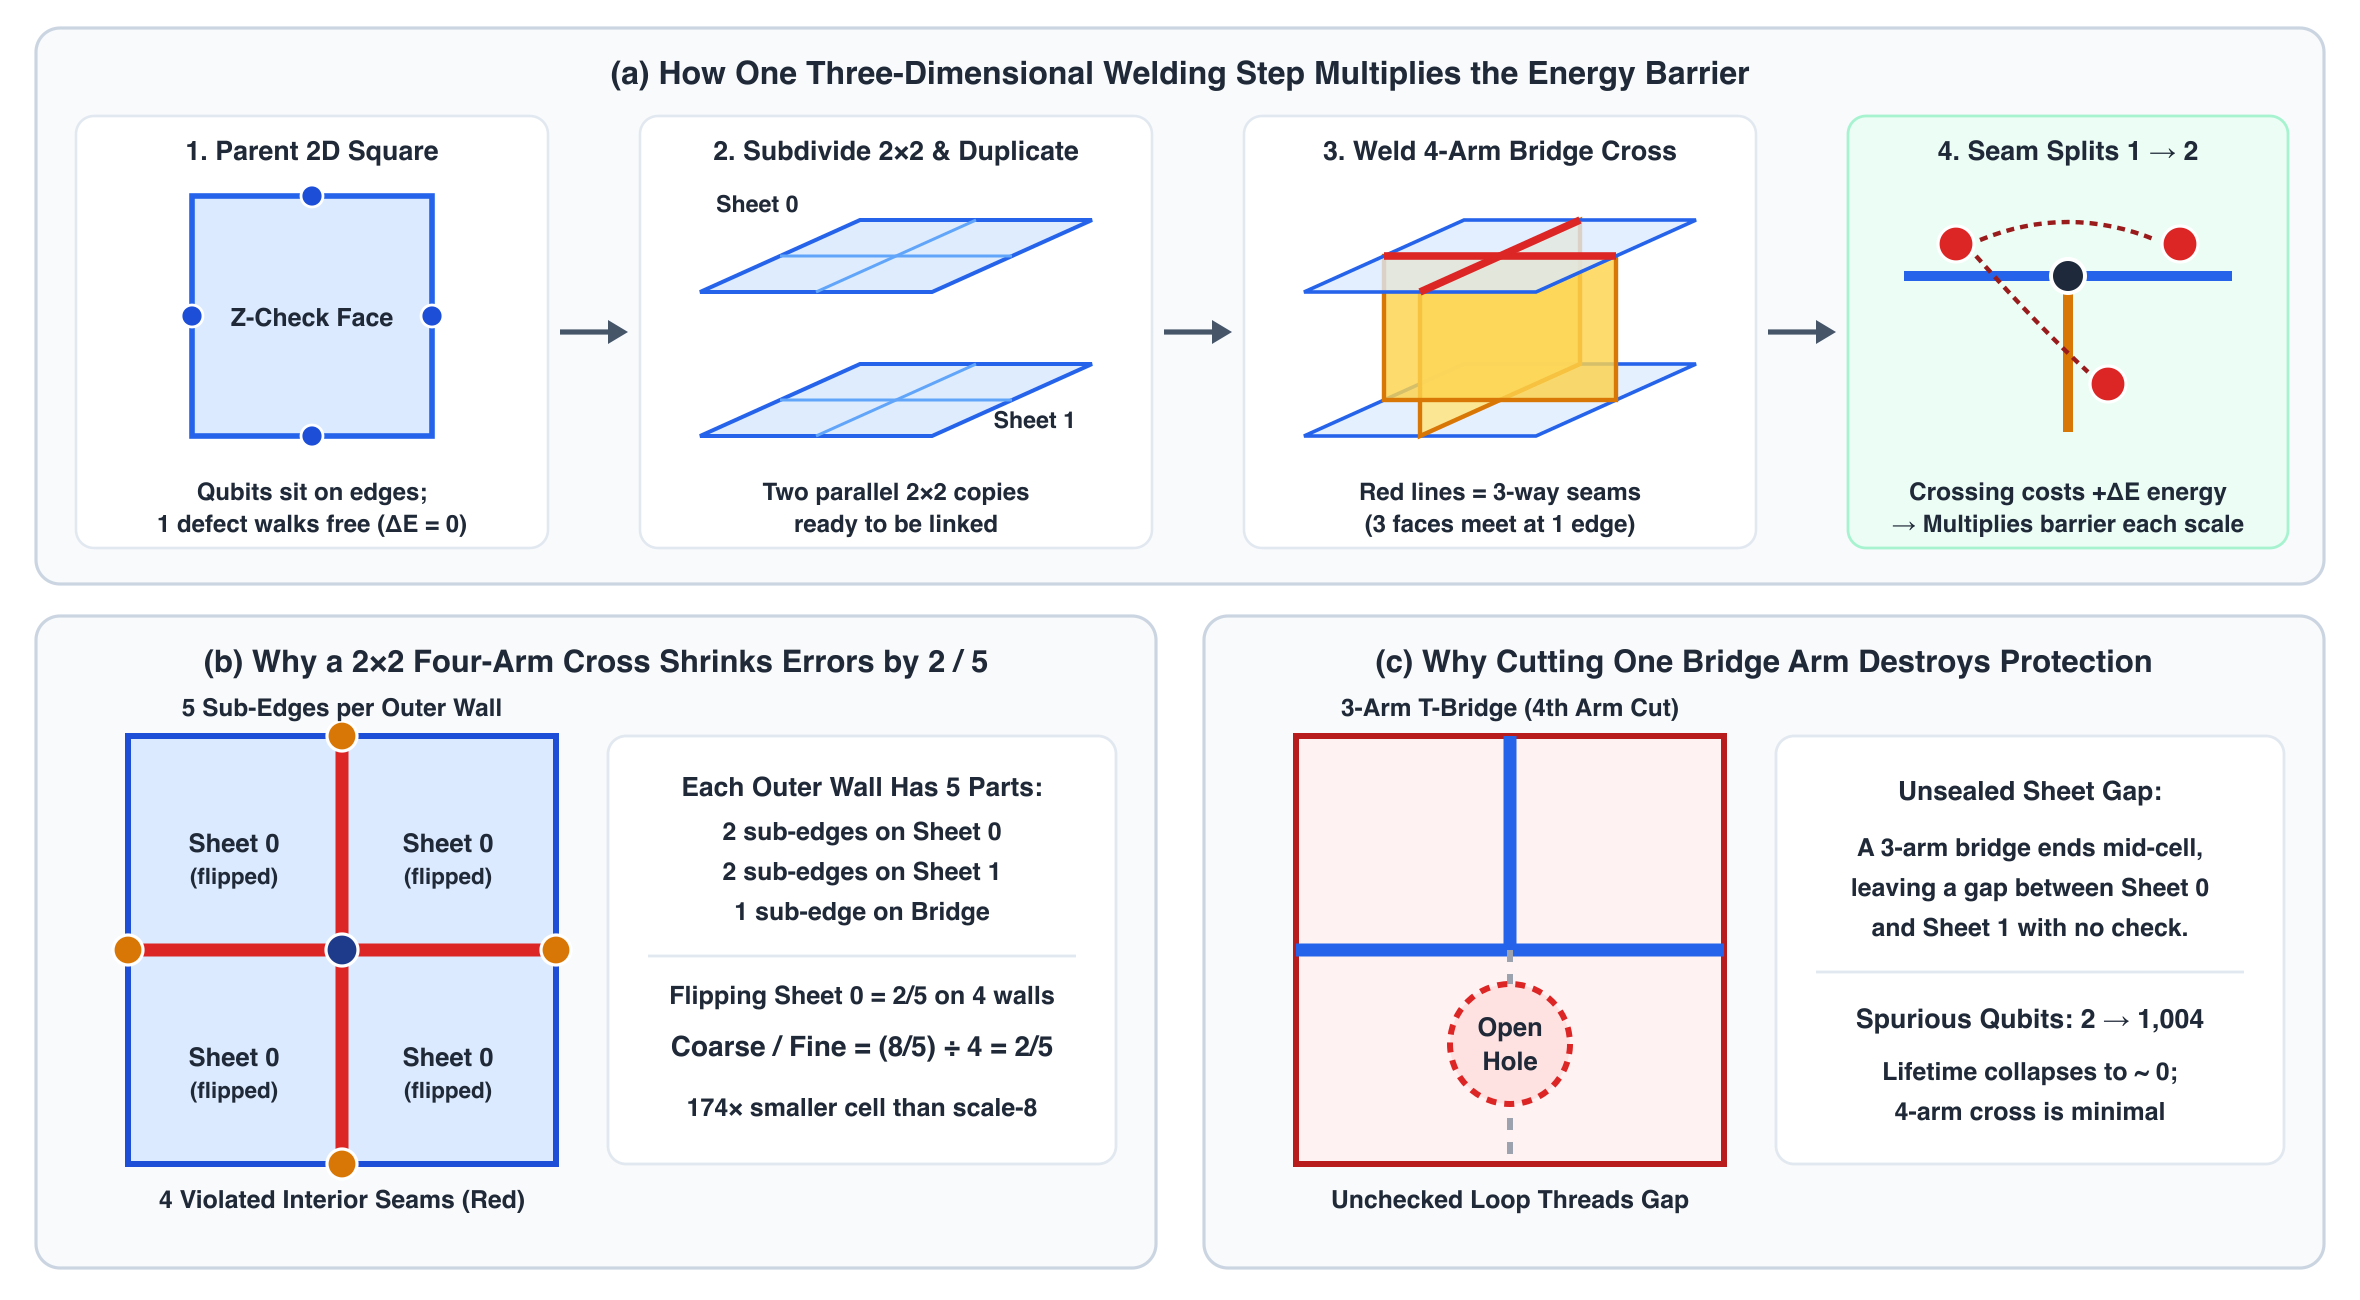 (a) How One Three-Dimensional Welding Step Multiplies the Energy Barrier
1. Parent 2D Square
Z-Check Face
Qubits sit on edges;
1 defect walks free (ΔE = 0)
2. Subdivide 2×2 & Duplicate
Sheet 0
Sheet 1
Two parallel 2×2 copies
ready to be linked
3. Weld 4-Arm Bridge Cross
Red lines = 3-way seams
(3 faces meet at 1 edge)
4. Seam Splits 1 → 2
Crossing costs +ΔE energy
→ Multiplies barrier each scale
(b) Why a 2×2 Four-Arm Cross Shrinks Errors by 2 / 5
5 Sub-Edges per Outer Wall
Sheet 0
(flipped)
Sheet 0
(flipped)
Sheet 0
(flipped)
Sheet 0
(flipped)
4 Violated Interior Seams (Red)
Each Outer Wall Has 5 Parts:
2 sub-edges on Sheet 0
2 sub-edges on Sheet 1
1 sub-edge on Bridge
Flipping Sheet 0 = 2/5 on 4 walls
Coarse / Fine = (8/5) ÷ 4 = 2/5
174× smaller cell than scale-8
(c) Why Cutting One Bridge Arm Destroys Protection
3-Arm T-Bridge (4th Arm Cut)
Open
Hole
Unchecked Loop Threads Gap
Unsealed Sheet Gap:
A 3-arm bridge ends mid-cell,
leaving a gap between Sheet 0
and Sheet 1 with no check.
Spurious Qubits: 2 → 1,004
Lifetime collapses to ~ 0;
4-arm cross is minimal